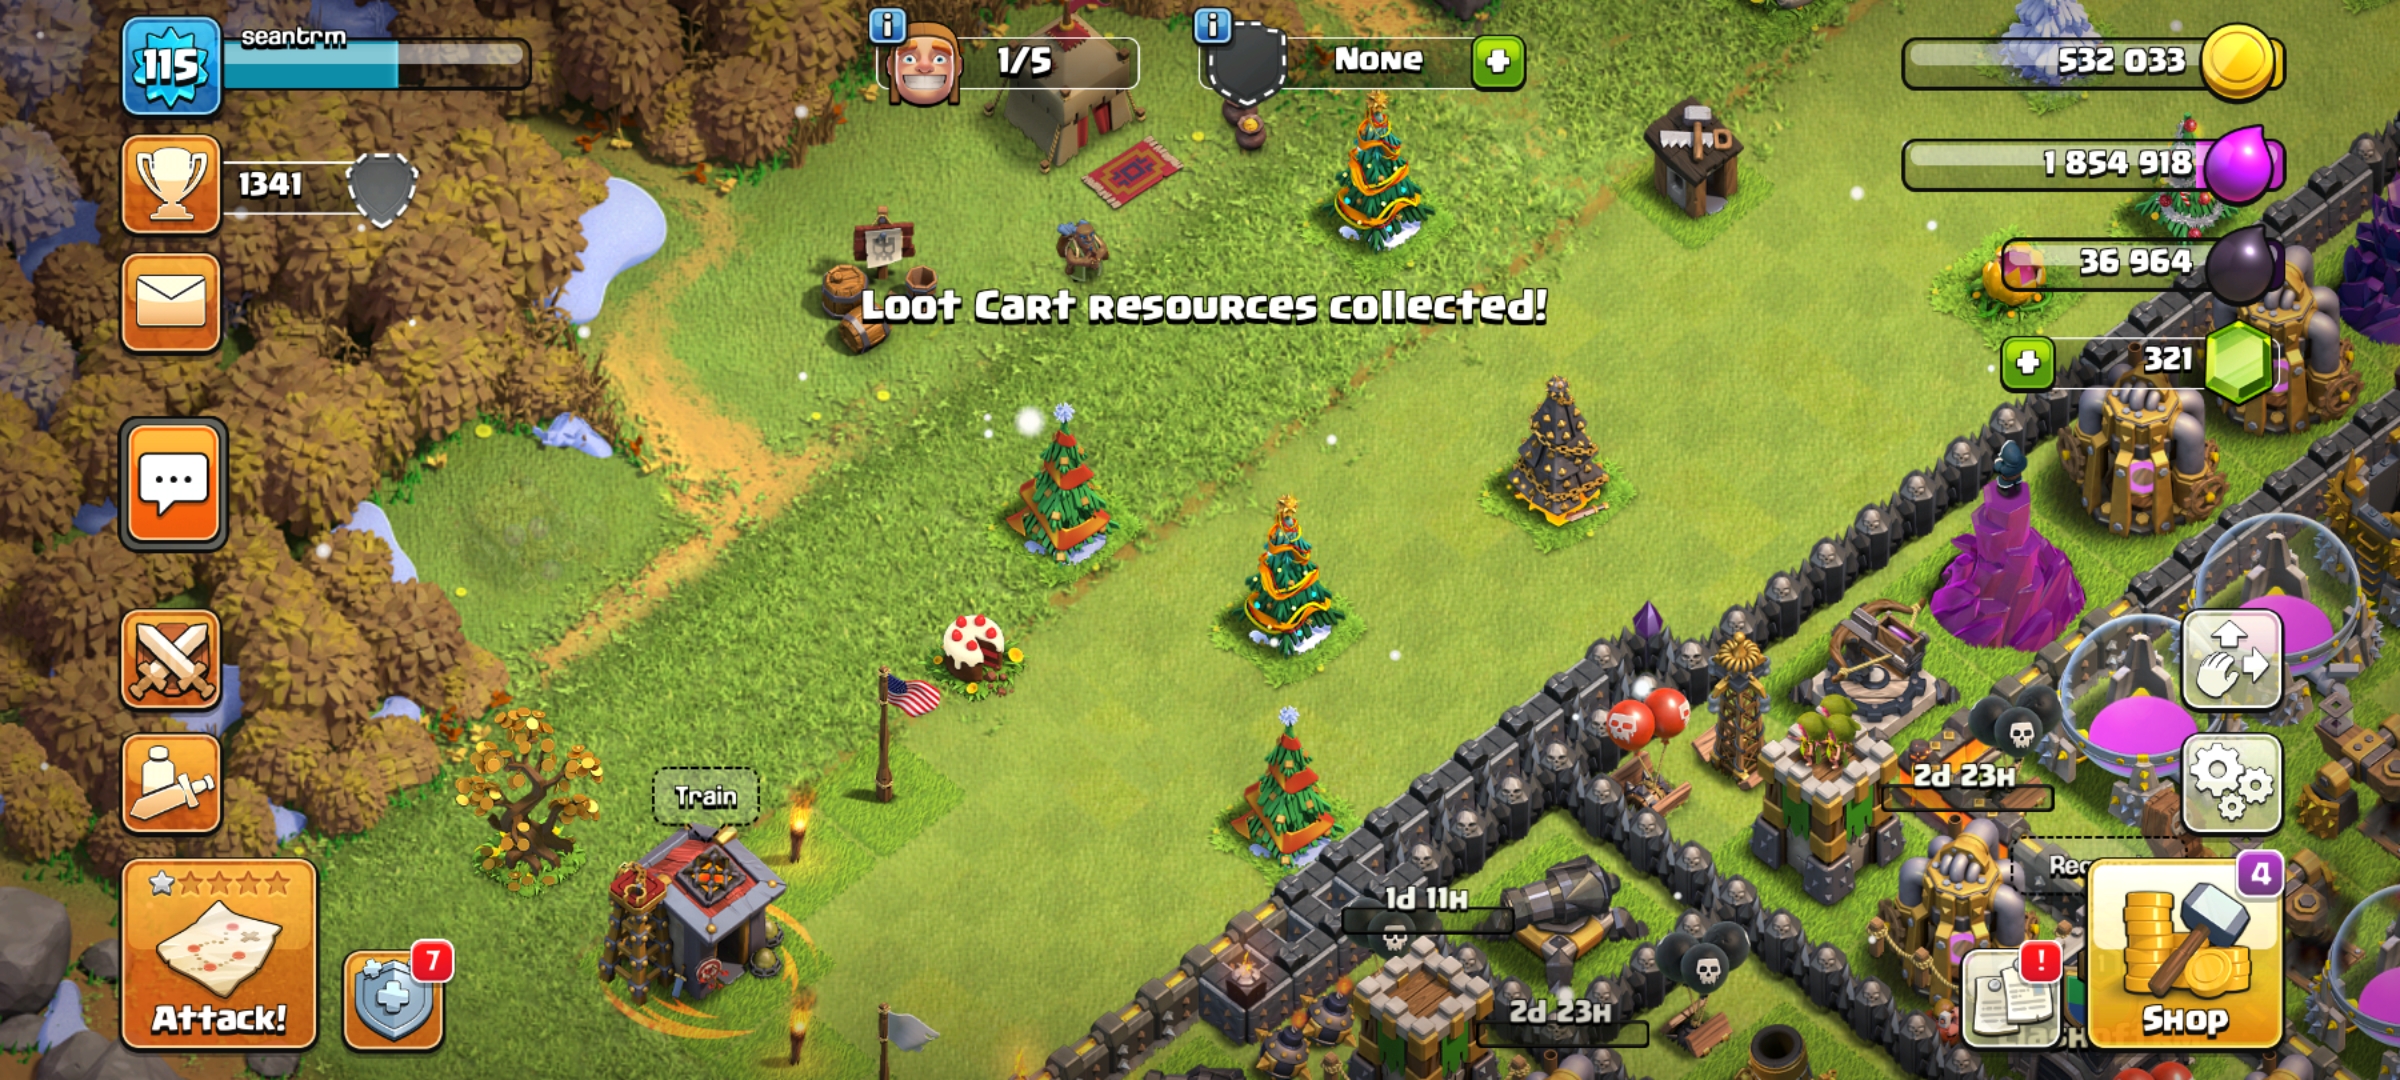 115
seantrm
1/5
None
532 033
1341
1 854 918
36 964
Loot Cart resources collected!
321
Train
2d 23H
1d 11H
Attack!
7
2d 23H
4
!
Shop